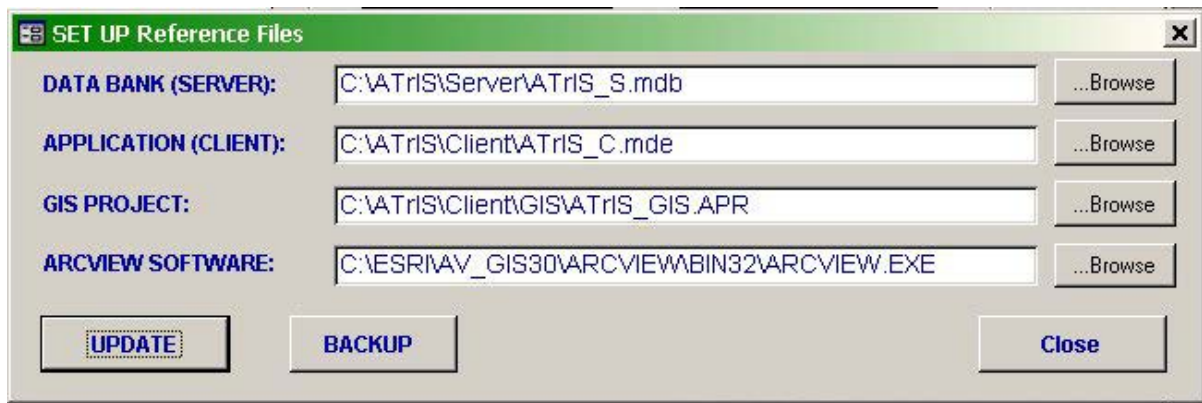 SET UP Reference Files
DATA BANK (SERVER): C:\ATrIS\Server\ATrIS_S.mdb ...Browse
APPLICATION (CLIENT): C:\ATrIS\Client\ATrIS_C.mde ...Browse
GIS PROJECT: C:\ATrIS\Client\GIS\ATrIS_GIS.APR ...Browse
ARCVIEW SOFTWARE: C:\ESRI\AV_GIS30\ARCVIEW\BIN32\ARCVIEW.EXE ...Browse
UPDATE BACKUP Close